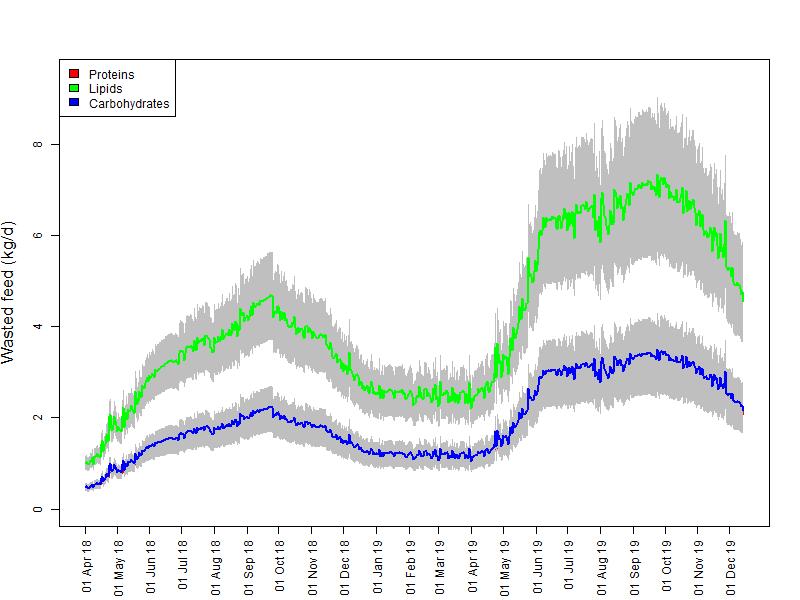 Proteins
Lipids
Carbohydrates
Wasted feed (kg/d)
8
6
4
2
0
01 Apr 18
01 May 18
01 Jun 18
01 Jul 18
01 Aug 18
01 Sep 18
01 Oct 18
01 Nov 18
01 Dec 18
01 Jan 19
01 Feb 19
01 Mar 19
01 Apr 19
01 May 19
01 Jun 19
01 Jul 19
01 Aug 19
01 Sep 19
01 Oct 19
01 Nov 19
01 Dec 19